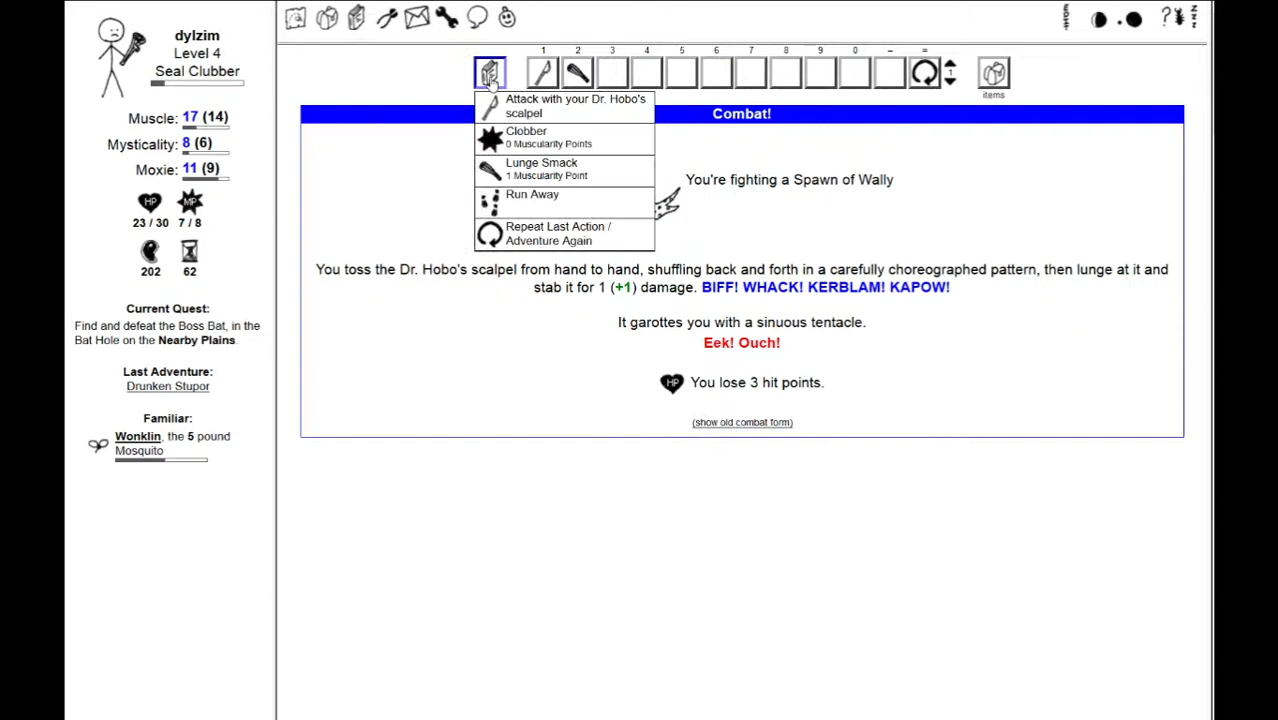 dylzim
Level 4
Seal Clubber
Muscle: 17 (14)
Mysticality: 8 (6)
Moxie: 11 (9)
HP MP
23 / 30 7 / 8
202 62
Current Quest:
Find and defeat the Boss Bat, in the
Bat Hole on the Nearby Plains.
Last Adventure:
Drunken Stupor
Familiar:
Wonklin, the 5 pound
Mosquito
1 2 3 4 5 6 7 8 9 0 – =
1
items
Attack with your Dr. Hobo's
scalpel
Clobber
0 Muscularity Points
Lunge Smack
1 Muscularity Point
Run Away
Repeat Last Action /
Adventure Again
Combat!
You're fighting a Spawn of Wally
You toss the Dr. Hobo's scalpel from hand to hand, shuffling back and forth in a carefully choreographed pattern, then lunge at it and
stab it for 1 (+1) damage. BIFF! WHACK! KERBLAM! KAPOW!
It garottes you with a sinuous tentacle.
Eek! Ouch!
HP You lose 3 hit points.
(show old combat form)